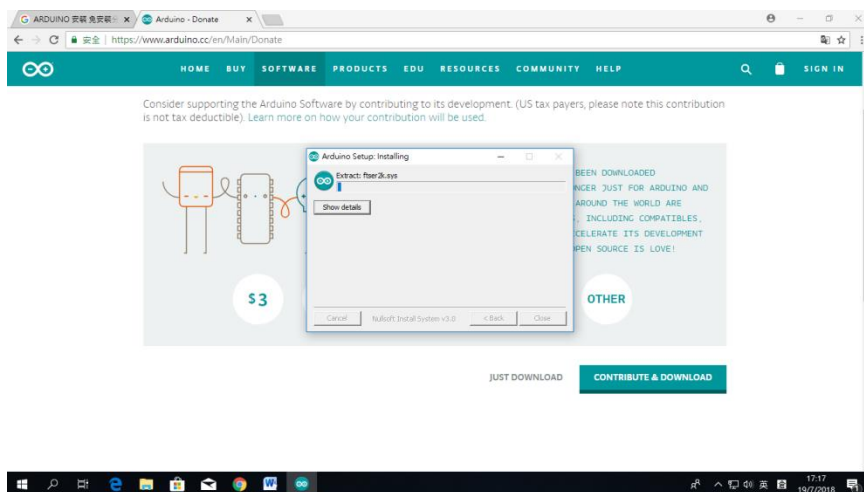 ARDUINO 安裝 免安裝
Arduino - Donate
安全 | https://www.arduino.cc/en/Main/Donate
HOME BUY SOFTWARE PRODUCTS EDU RESOURCES COMMUNITY HELP SIGN IN
Consider supporting the Arduino Software by contributing to its development. (US tax payers, please note this contribution
is not tax deductible). Learn more on how your contribution will be used.
Arduino Setup: Installing
Extract: ftser2k.sys
Show details
Cancel Nullsoft Install System v3.0 < Back Close
BEEN DOWNLOADED
JUST FOR ARDUINO AND
AROUND THE WORLD ARE
, INCLUDING COMPATIBLES,
ITS DEVELOPMENT
OPEN SOURCE IS LOVE!
$3
OTHER
JUST DOWNLOAD
CONTRIBUTE & DOWNLOAD
英
17:17
19/7/2018